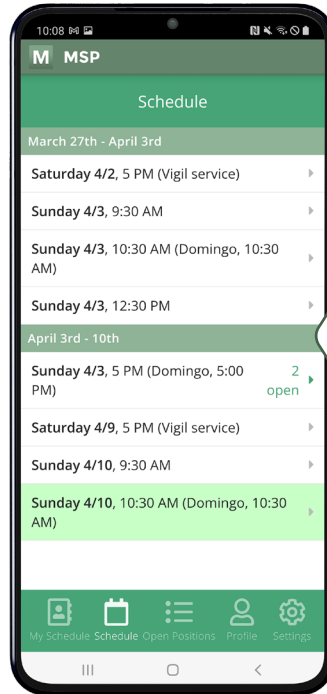 10:08
M MSP
Schedule
March 27th - April 3rd
Saturday 4/2, 5 PM (Vigil service)
Sunday 4/3, 9:30 AM
Sunday 4/3, 10:30 AM (Domingo, 10:30
AM)
Sunday 4/3, 12:30 PM
April 3rd - 10th
Sunday 4/3, 5 PM (Domingo, 5:00
PM)
2
open
Saturday 4/9, 5 PM (Vigil service)
Sunday 4/10, 9:30 AM
Sunday 4/10, 10:30 AM (Domingo, 10:30
AM)
My Schedule Schedule Open Positions Profile Settings